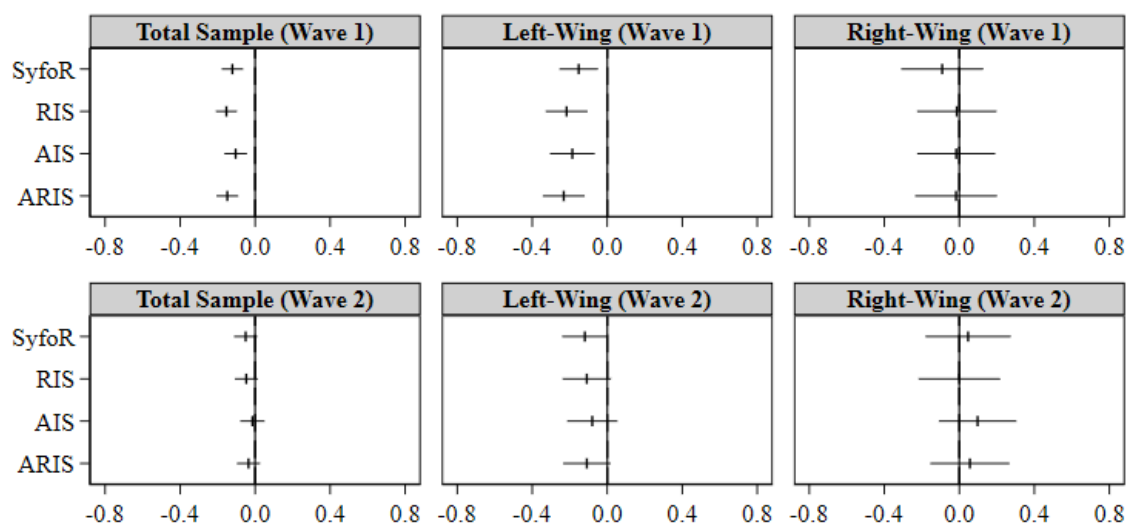 Total Sample (Wave 1) Left-Wing (Wave 1) Right-Wing (Wave 1)
SyfoR
RIS
AIS
ARIS
-0.8 -0.4 0.0 0.4 0.8 -0.8 -0.4 0.0 0.4 0.8 -0.8 -0.4 0.0 0.4 0.8
Total Sample (Wave 2) Left-Wing (Wave 2) Right-Wing (Wave 2)
SyfoR
RIS
AIS
ARIS
-0.8 -0.4 0.0 0.4 0.8 -0.8 -0.4 0.0 0.4 0.8 -0.8 -0.4 0.0 0.4 0.8